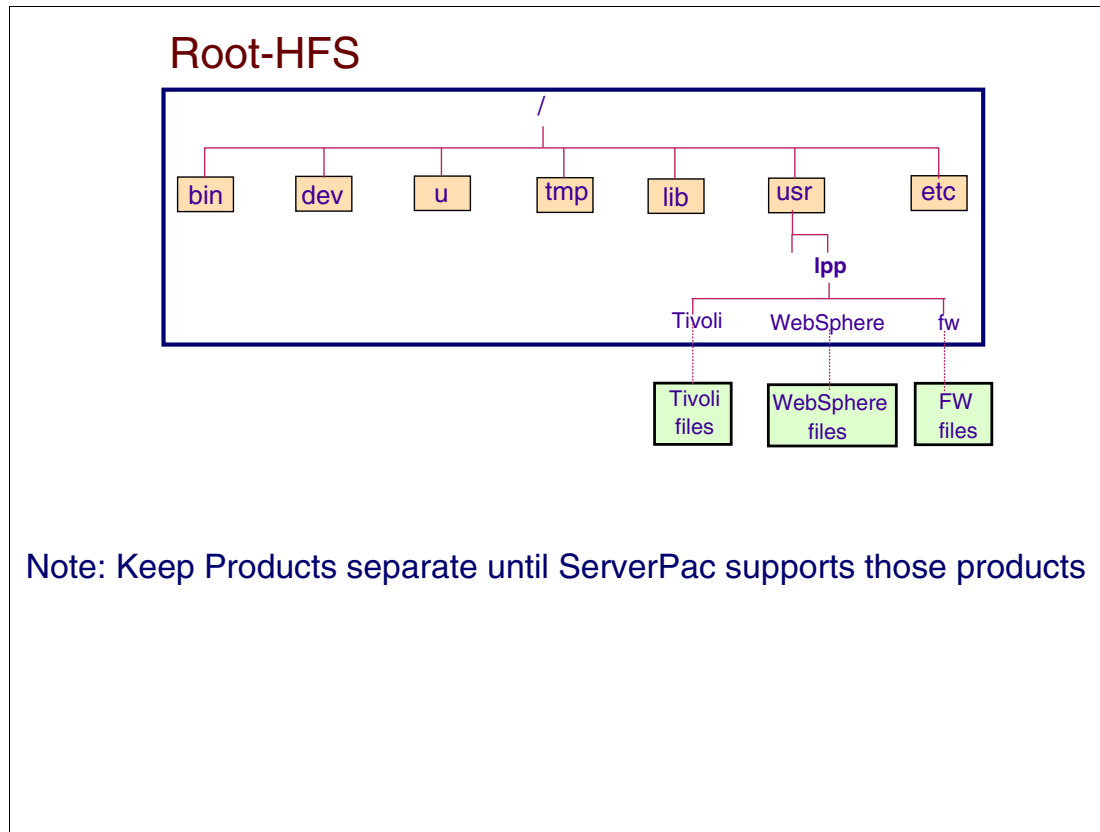 Root-HFS
/
bin dev u tmp lib usr etc
lpp
Tivoli WebSphere fw
Tivoli files
WebSphere files
FW files
Note: Keep Products separate until ServerPac supports those products